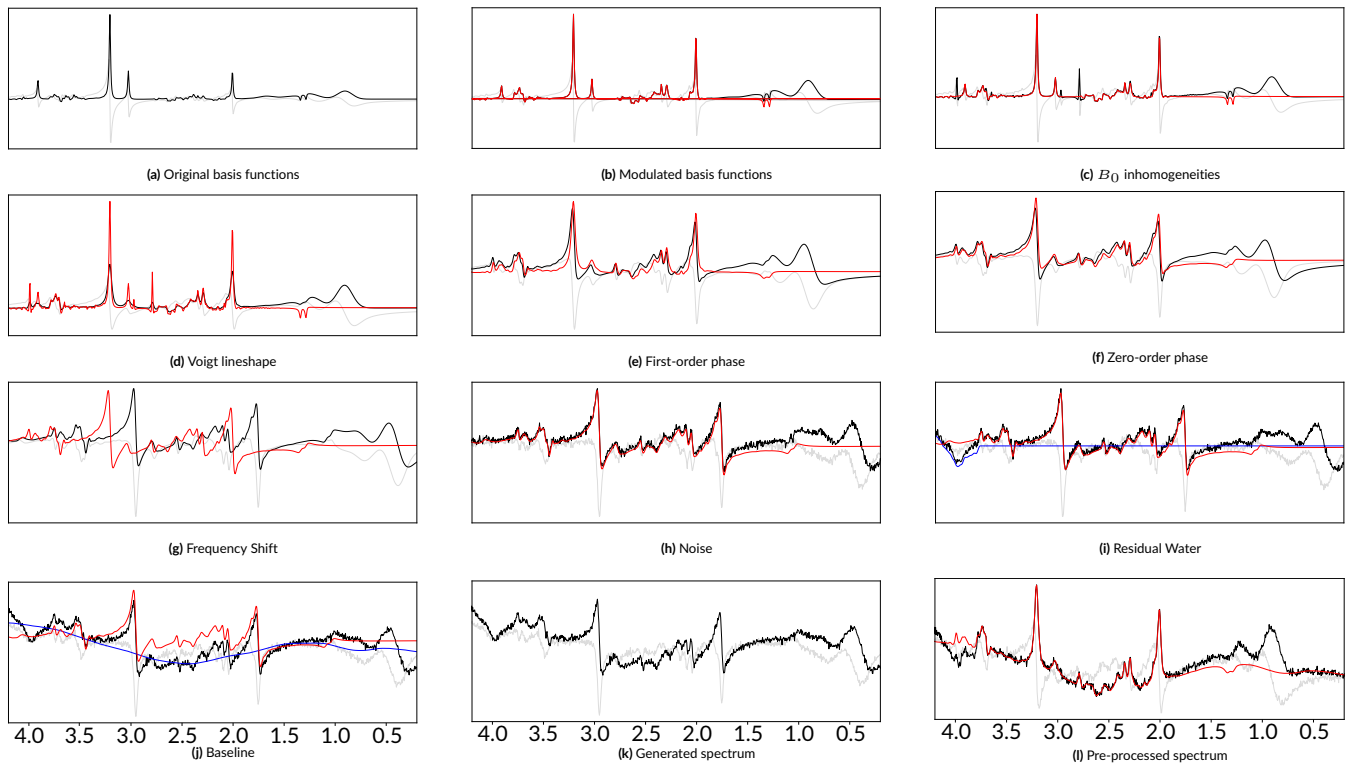 (a) Original basis functions
(b) Modulated basis functions
(c) B₀ inhomogeneities
(d) Voigt lineshape
(e) First-order phase
(f) Zero-order phase
(g) Frequency Shift
(h) Noise
(i) Residual Water
4.0 3.5 3.0 2.5 2.0 1.5 1.0 0.5
(j) Baseline
4.0 3.5 3.0 2.5 2.0 1.5 1.0 0.5
(k) Generated spectrum
4.0 3.5 3.0 2.5 2.0 1.5 1.0 0.5
(l) Pre-processed spectrum